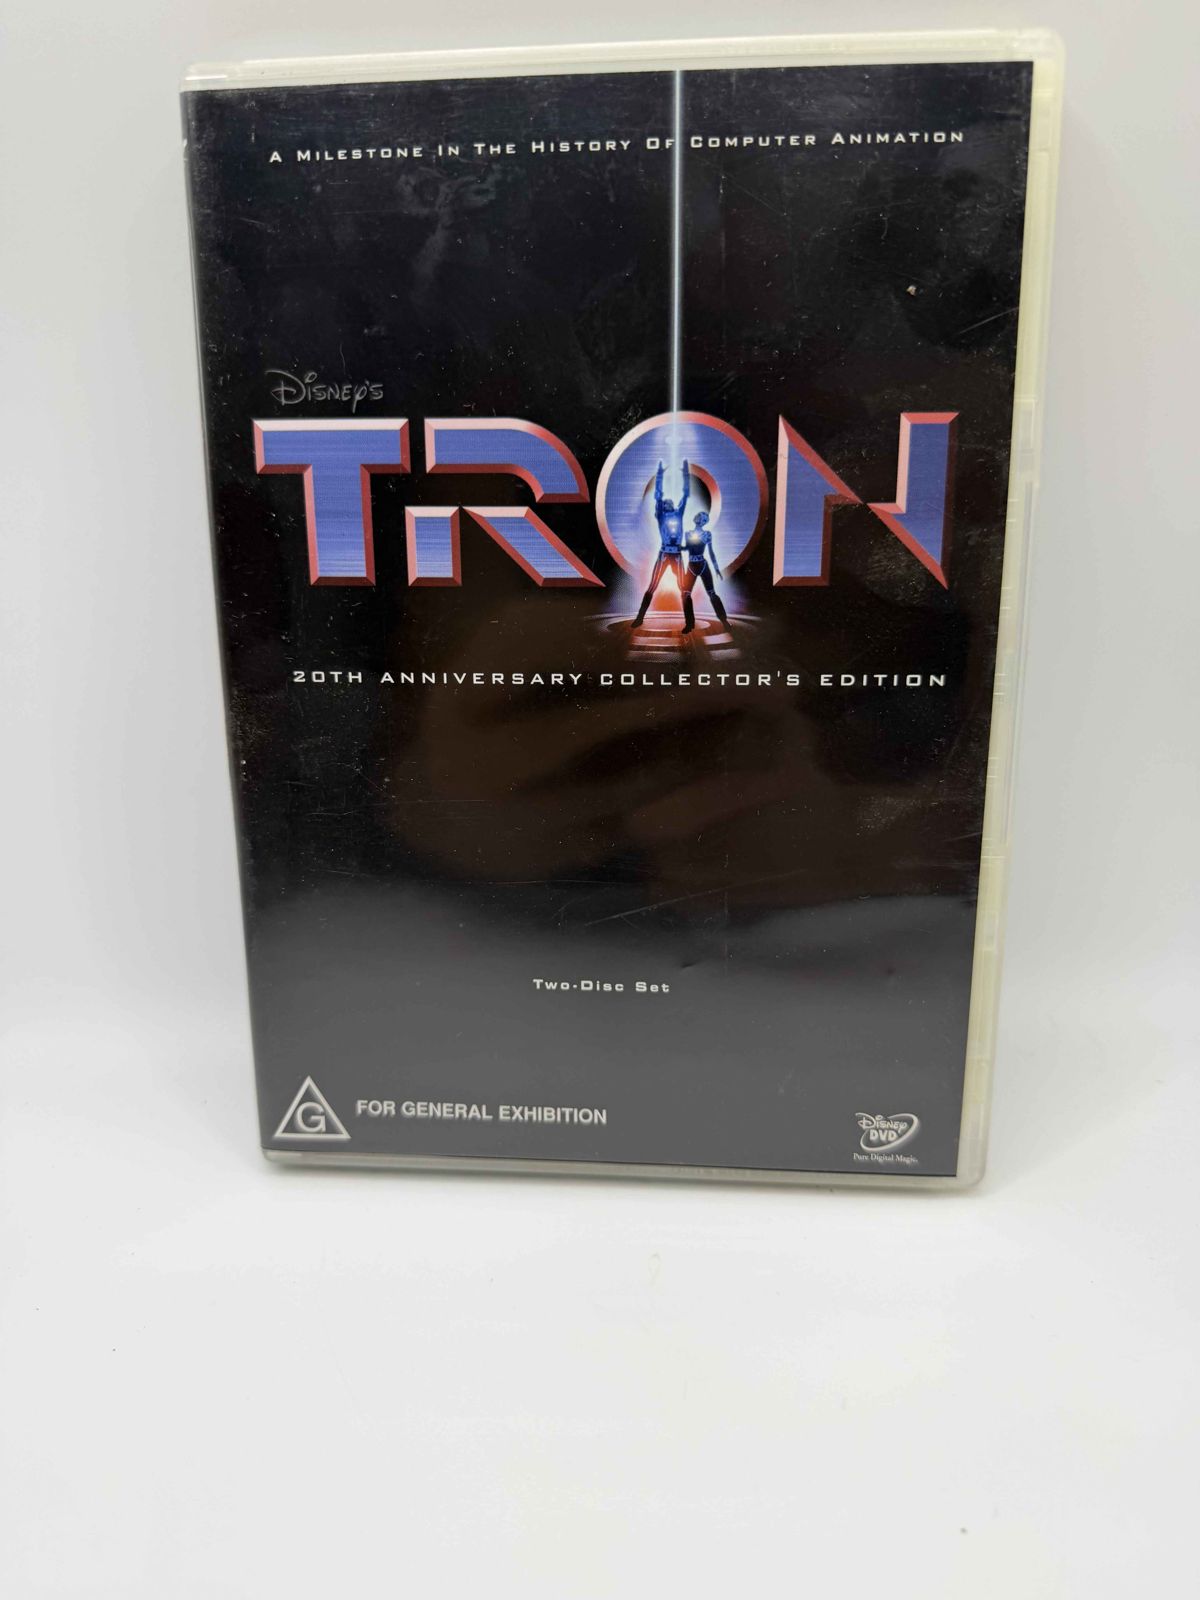 A Milestone In The History Of Computer Animation
Disney's
TRON
20TH ANNIVERSARY COLLECTOR'S EDITION
Two-Disc Set
G FOR GENERAL EXHIBITION
Disney
DVD
Pure Digital Magic.